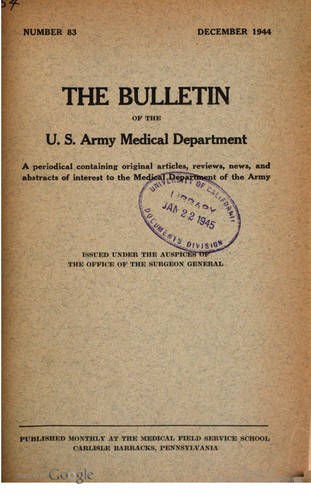 NUMBER 83 DECEMBER 1944
THE BULLETIN
OF THE
U. S. Army Medical Department
A periodical containing original articles, reviews, news, and
abstracts of interest to the Medical Department of the Army
UNIVERSITY OF CALIFORNIA
LIBRARY
JAN 22 1945
DOCUMENTS DIVISION
ISSUED UNDER THE AUSPICES OF
THE OFFICE OF THE SURGEON GENERAL
PUBLISHED MONTHLY AT THE MEDICAL FIELD SERVICE SCHOOL
CARLISLE BARRACKS, PENNSYLVANIA
Google